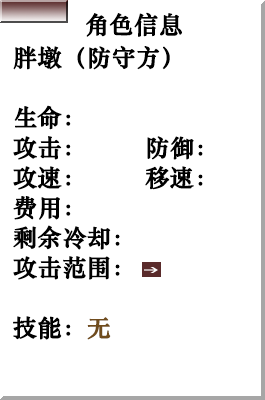 角色信息
胖墩（防守方）
生命：
攻击： 防御：
攻速： 移速：
费用：
剩余冷却：
攻击范围： →
技能：无